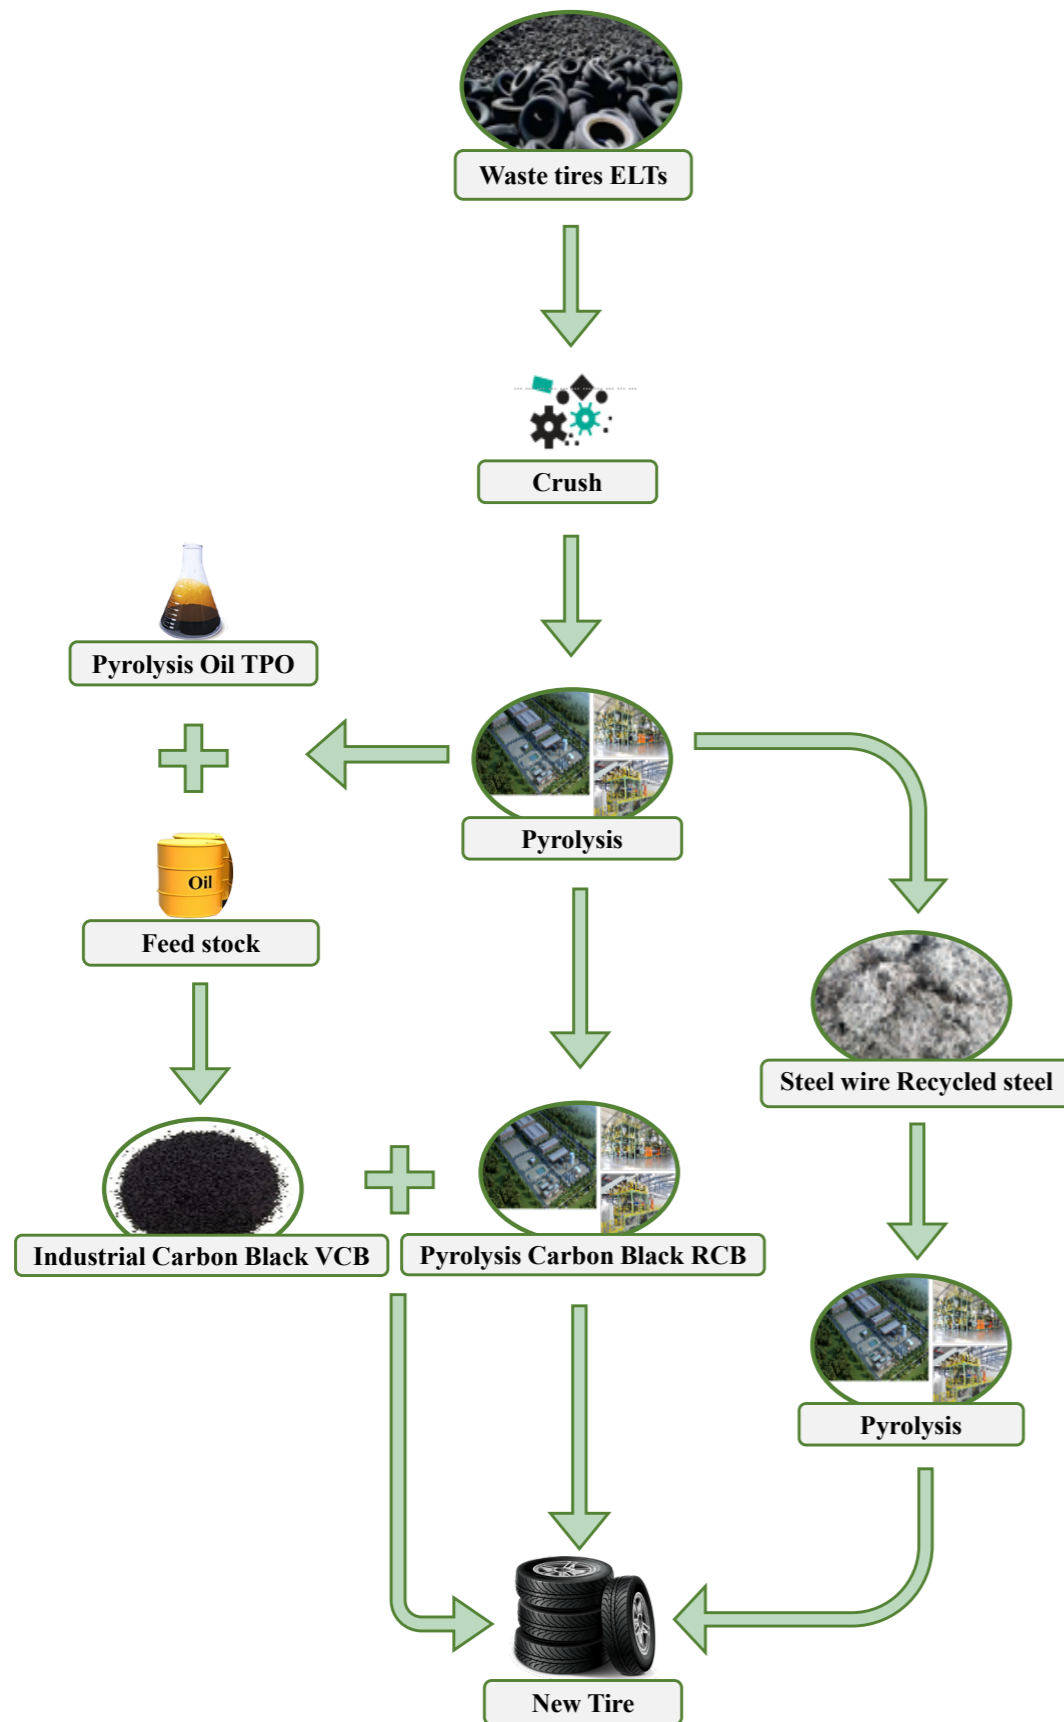 Waste tires ELTs
Crush
Pyrolysis Oil TPO
Pyrolysis
Oil
Feed stock
Steel wire Recycled steel
Industrial Carbon Black VCB
Pyrolysis Carbon Black RCB
Pyrolysis
New Tire